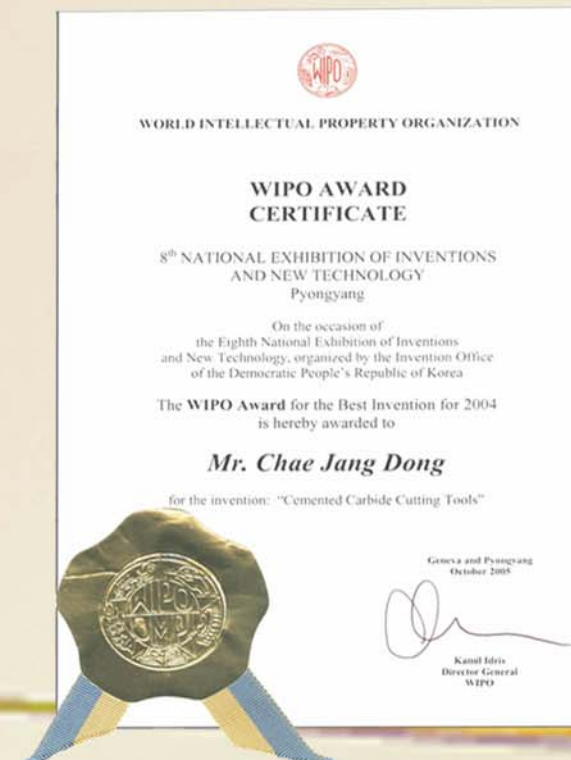 WIPO
WORLD INTELLECTUAL PROPERTY ORGANIZATION
WIPO AWARD
CERTIFICATE
8th NATIONAL EXHIBITION OF INVENTIONS
AND NEW TECHNOLOGY
Pyongyang
On the occasion of
the Eighth National Exhibition of Inventions
and New Technology, organized by the Invention Office
of the Democratic People's Republic of Korea
The WIPO Award for the Best Invention for 2004
is hereby awarded to
Mr. Chae Jang Dong
for the invention: "Cemented Carbide Cutting Tools"
Geneva and Pyongyang
October 2005
Kamil Idris
Director General
WIPO
WIPO
OMPI